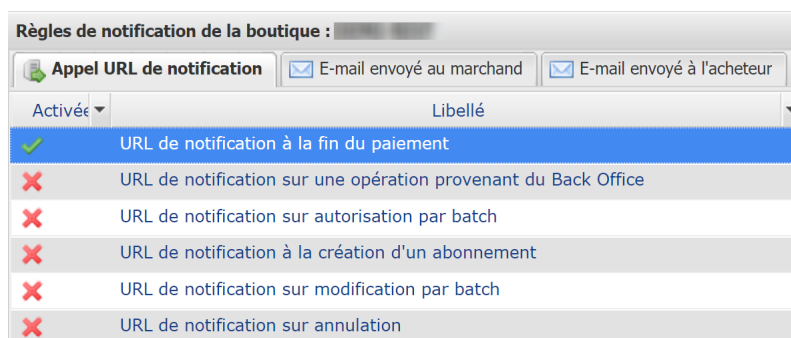 Règles de notification de la boutique :
Appel URL de notification E-mail envoyé au marchand E-mail envoyé à l'acheteur
Activée Libellé
URL de notification à la fin du paiement
URL de notification sur une opération provenant du Back Office
URL de notification sur autorisation par batch
URL de notification à la création d'un abonnement
URL de notification sur modification par batch
URL de notification sur annulation